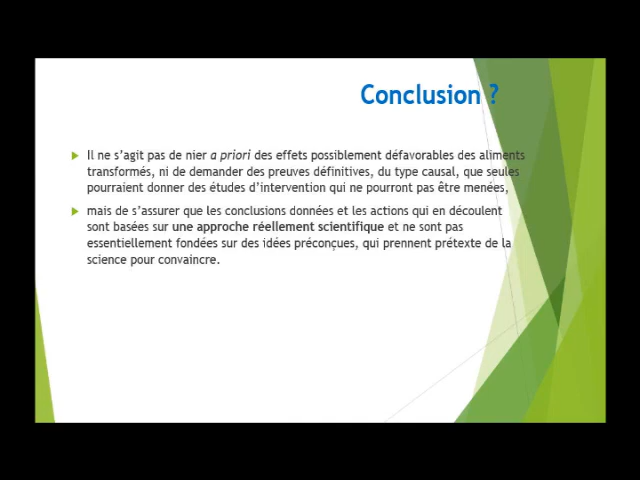 Conclusion ?
Il ne s'agit pas de nier a priori des effets possiblement défavorables des aliments
transformés, ni de demander des preuves définitives, du type causal, que seules
pourraient donner des études d'intervention qui ne pourront pas être menées,
mais de s'assurer que les conclusions données et les actions qui en découlent
sont basées sur une approche réellement scientifique et ne sont pas
essentiellement fondées sur des idées préconçues, qui prennent prétexte de la
science pour convaincre.